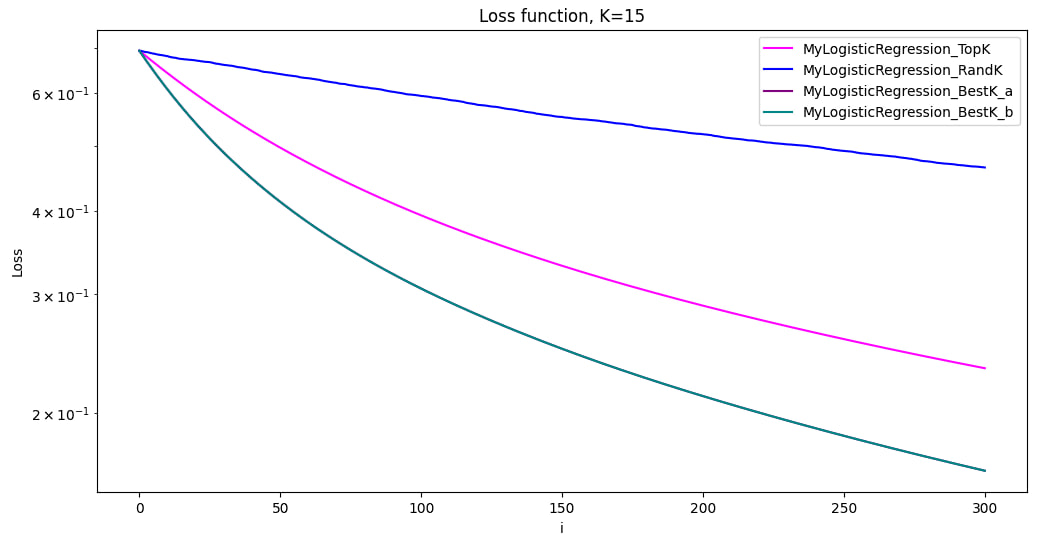 Loss function, K=15
MyLogisticRegression_TopK
MyLogisticRegression_RandK
MyLogisticRegression_BestK_a
MyLogisticRegression_BestK_b
6 × 10⁻¹
4 × 10⁻¹
3 × 10⁻¹
2 × 10⁻¹
Loss
0 50 100 150 200 250 300
i